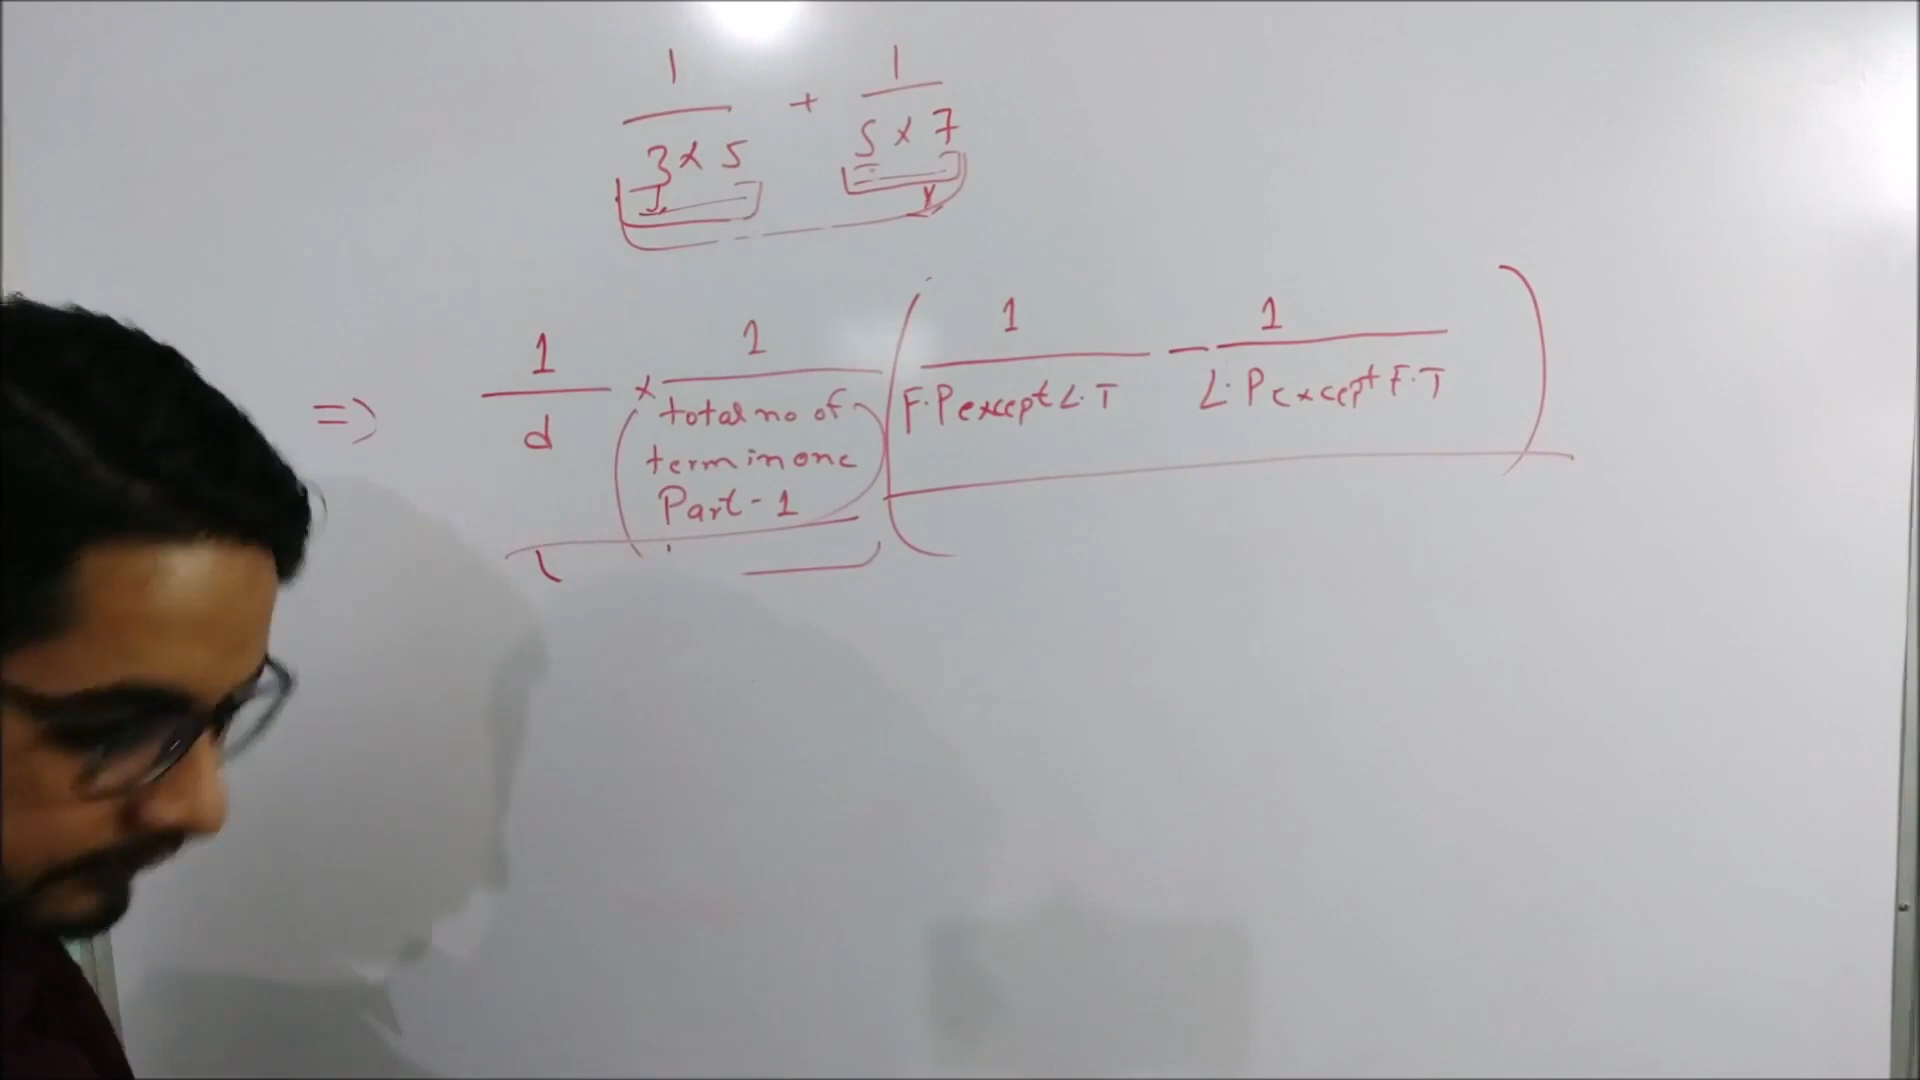 1 1
+
3 x 5 5 x 7
1 1 1 1
=> x ( - )
d total no of F.P except L.T L.P except F.T
term in one
Part - 1